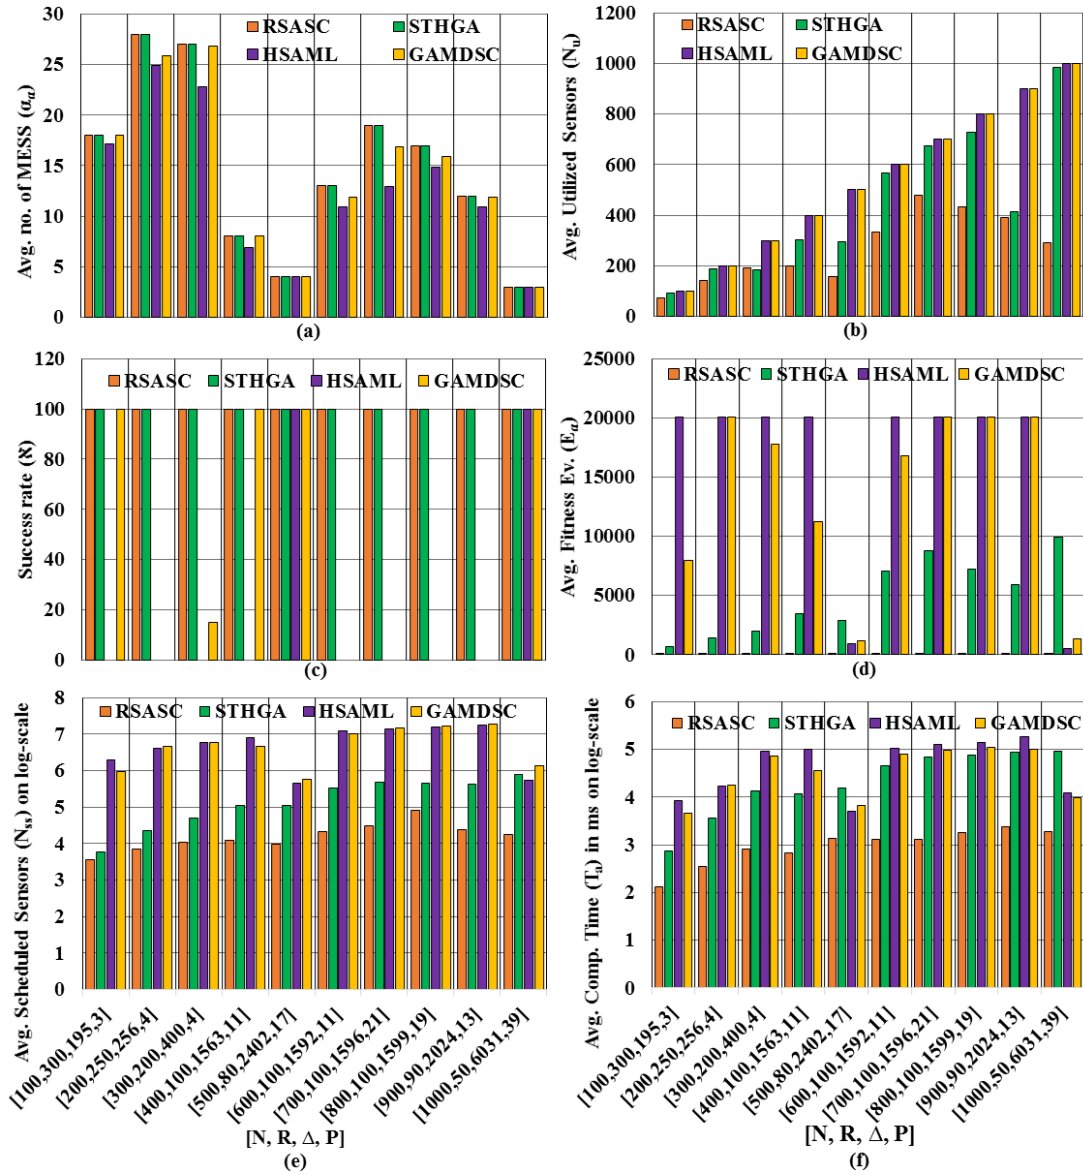 Avg. no. of MESS (αₐ)
30
25
20
15
10
5
0
RSASC STHGA
HSAML GAMDSC
(a)
Avg. Utilized Sensors (Nᵤ)
1200
1000
800
600
400
200
0
RSASC STHGA
HSAML GAMDSC
(b)
Success rate (ℵ)
120
100
80
60
40
20
0
RSASC STHGA HSAML GAMDSC
(c)
Avg. Fitness Ev. (Eₐ)
25000
20000
15000
10000
5000
0
RSASC STHGA HSAML GAMDSC
(d)
Avg. Scheduled Sensors (Nₛₛ) on log-scale
8
7
6
5
4
3
2
1
0
RSASC STHGA HSAML GAMDSC
[100,300,195,3]
[200,250,256,4]
[300,200,400,4]
[400,100,1563,11]
[500,80,2402,17]
[600,100,1592,11]
[700,100,1596,21]
[800,100,1599,19]
[900,90,2024,13]
[1000,50,6031,39]
[N, R, Δ, P]
(e)
Avg. Comp. Time (Tₐ) in ms on log-scale
6
5
4
3
2
1
0
RSASC STHGA HSAML GAMDSC
[100,300,195,3]
[200,250,256,4]
[300,200,400,4]
[400,100,1563,11]
[500,80,2402,17]
[600,100,1592,11]
[700,100,1596,21]
[800,100,1599,19]
[900,90,2024,13]
[1000,50,6031,39]
[N, R, Δ, P]
(f)